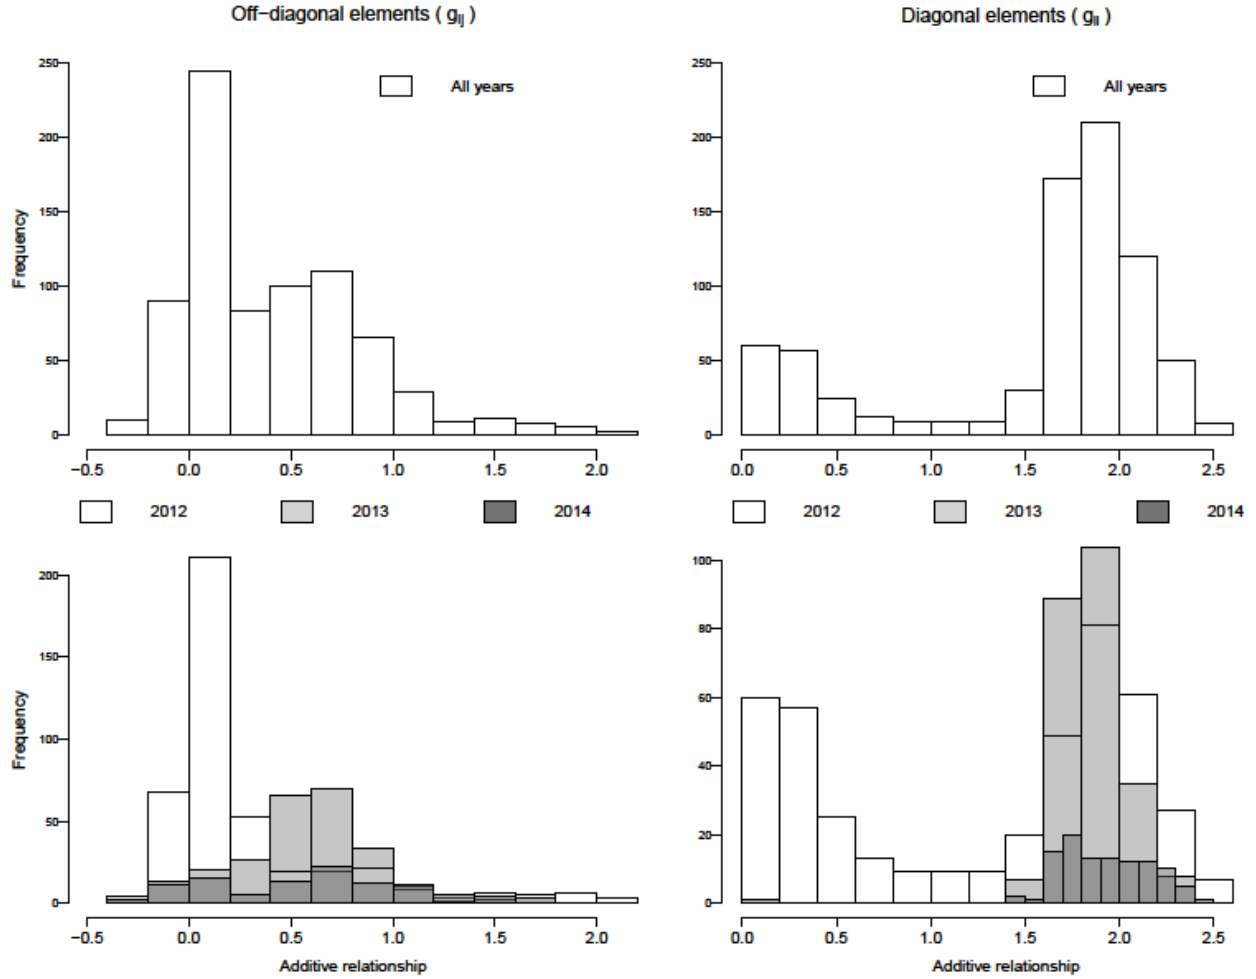 Off-diagonal elements ( gij )
Diagonal elements ( gii )
250
200
150
100
50
0
Frequency
All years
-0.5 0.0 0.5 1.0 1.5 2.0
250
200
150
100
50
0
All years
0.0 0.5 1.0 1.5 2.0 2.5
2012 2013 2014
200
150
100
50
0
Frequency
-0.5 0.0 0.5 1.0 1.5 2.0
Additive relationship
2012 2013 2014
100
80
60
40
20
0
0.0 0.5 1.0 1.5 2.0 2.5
Additive relationship